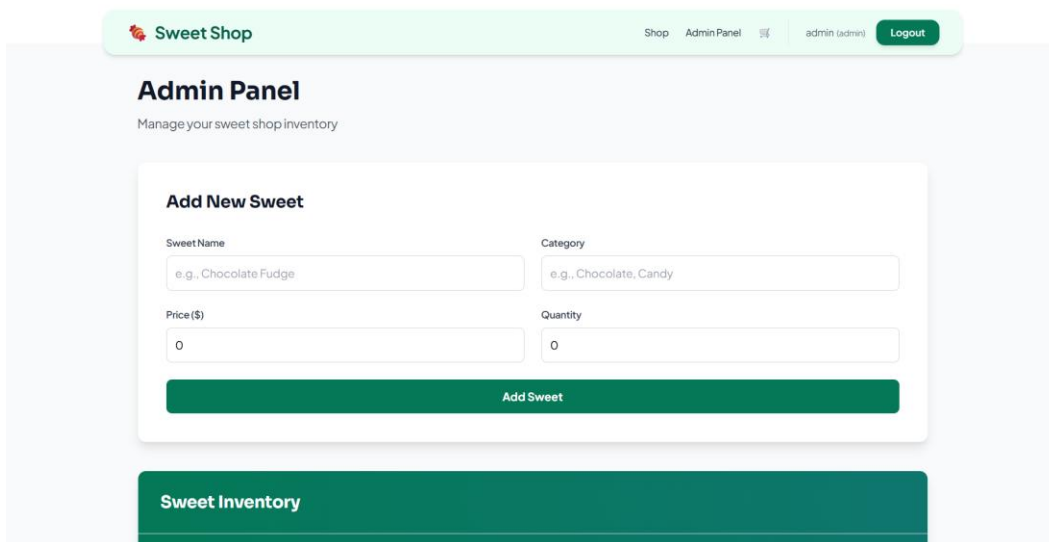 Sweet Shop
Shop Admin Panel admin (admin) Logout
Admin Panel
Manage your sweet shop inventory
Add New Sweet
Sweet Name Category
e.g., Chocolate Fudge e.g., Chocolate, Candy
Price ($) Quantity
0 0
Add Sweet
Sweet Inventory